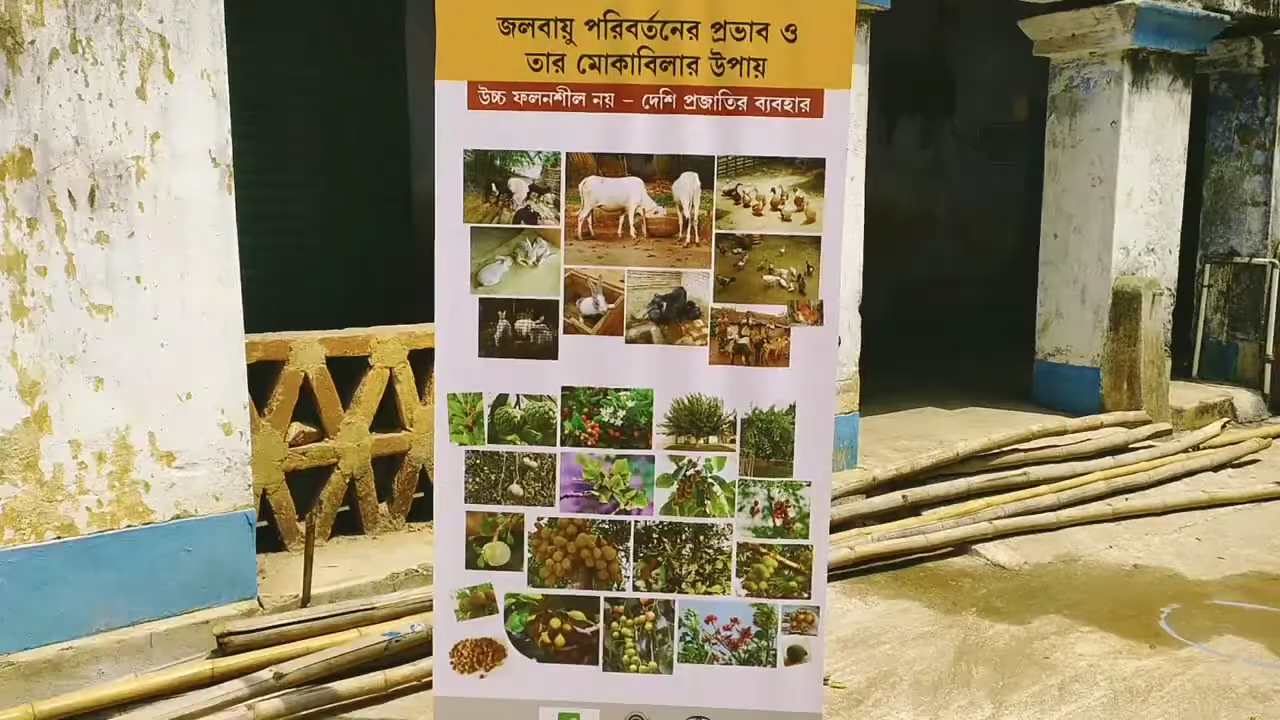 জলবায়ু পরিবর্তনের প্রভাব ও
তার মোকাবিলার উপায়
উচ্চ ফলনশীল নয় – দেশি প্রজাতির ব্যবহার